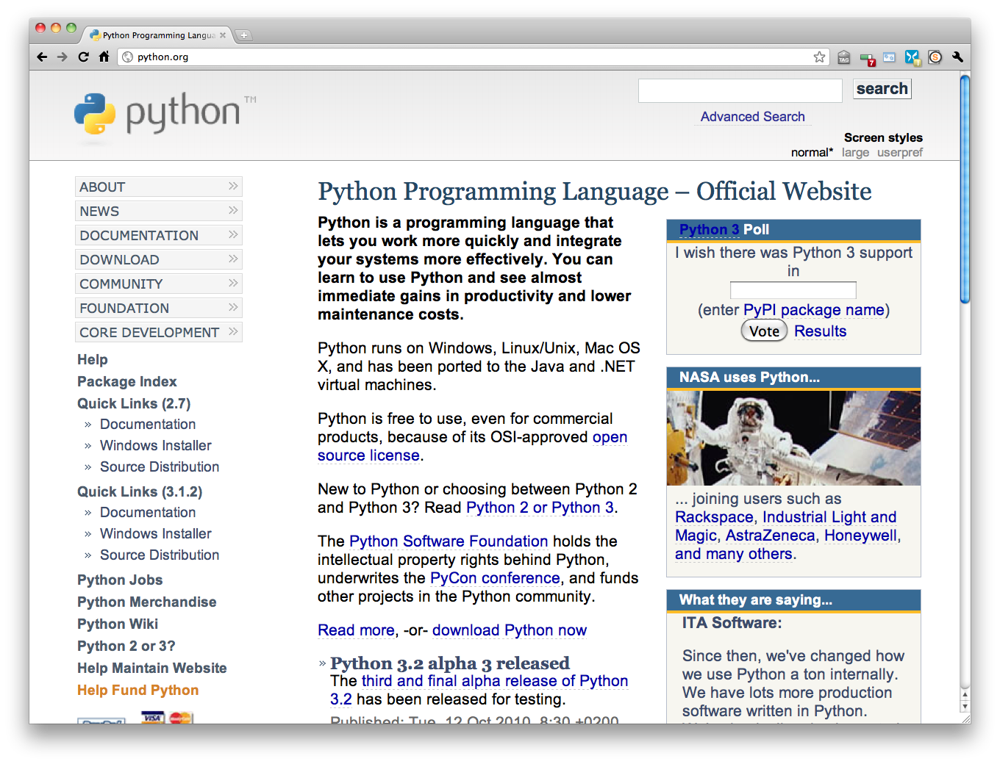 Python Programming Langua
python.org
TAG
7
S
python™
search
Advanced Search
Screen styles
normal* large userpref
ABOUT
NEWS
DOCUMENTATION
DOWNLOAD
COMMUNITY
FOUNDATION
CORE DEVELOPMENT
Help
Package Index
Quick Links (2.7)
» Documentation
» Windows Installer
» Source Distribution
Quick Links (3.1.2)
» Documentation
» Windows Installer
» Source Distribution
Python Jobs
Python Merchandise
Python Wiki
Python 2 or 3?
Help Maintain Website
Help Fund Python
PayPal VISA MasterCard
Python Programming Language – Official Website
Python is a programming language that
lets you work more quickly and integrate
your systems more effectively. You can
learn to use Python and see almost
immediate gains in productivity and lower
maintenance costs.
Python runs on Windows, Linux/Unix, Mac OS
X, and has been ported to the Java and .NET
virtual machines.
Python is free to use, even for commercial
products, because of its OSI-approved open
source license.
New to Python or choosing between Python 2
and Python 3? Read Python 2 or Python 3.
The Python Software Foundation holds the
intellectual property rights behind Python,
underwrites the PyCon conference, and funds
other projects in the Python community.
Read more, -or- download Python now
» Python 3.2 alpha 3 released
The third and final alpha release of Python
3.2 has been released for testing.
Published: Tue, 12 Oct 2010, 8:30 +0200
Python 3 Poll
I wish there was Python 3 support
in
(enter PyPI package name)
Vote Results
NASA uses Python...
... joining users such as
Rackspace, Industrial Light and
Magic, AstraZeneca, Honeywell,
and many others.
What they are saying...
ITA Software:
Since then, we've changed how
we use Python a ton internally.
We have lots more production
software written in Python.